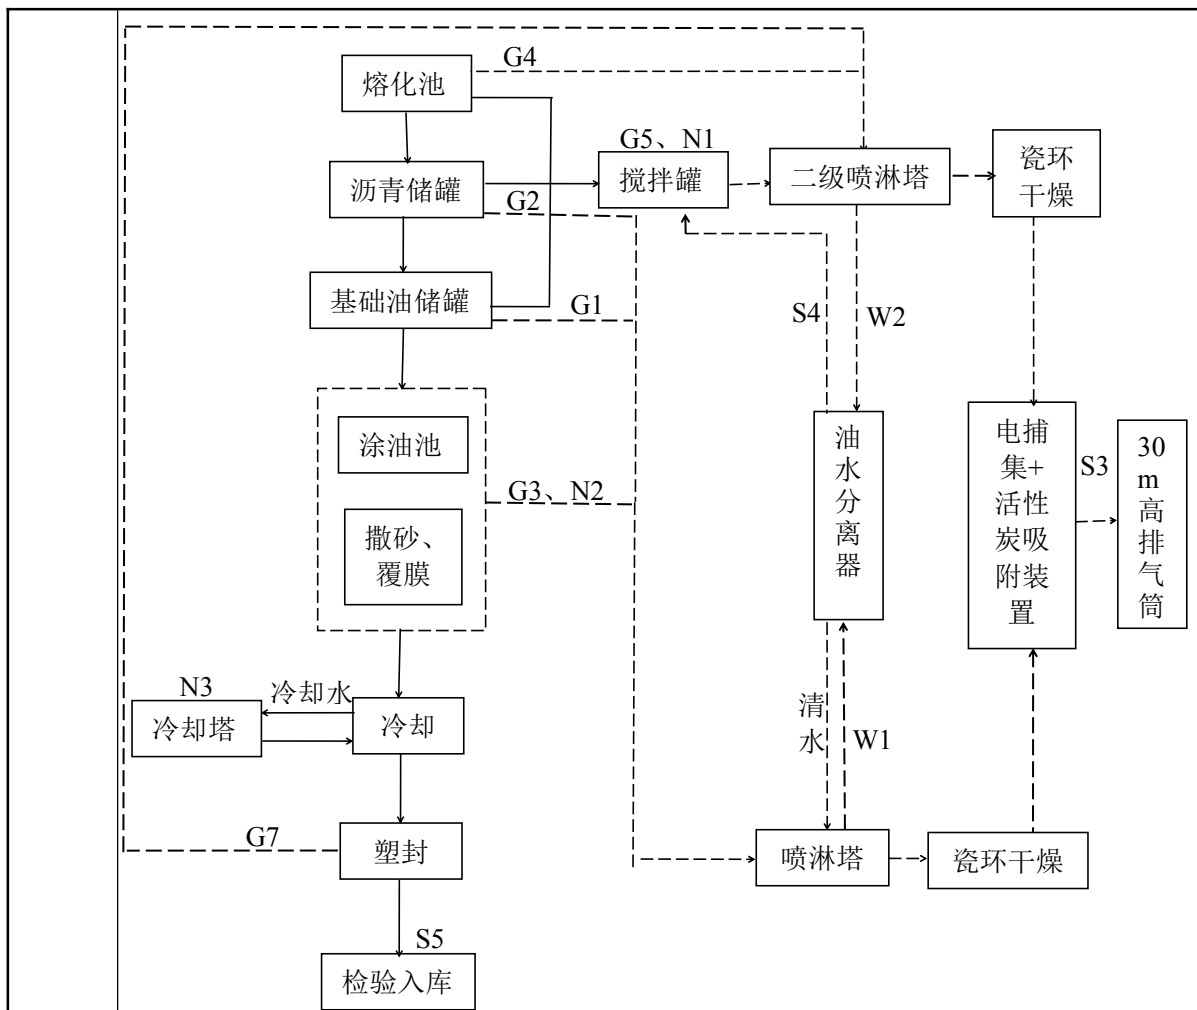 G4
熔化池
G5、N1
沥青储罐
搅拌罐
二级喷淋塔
瓷环
干燥
G2
基础油储罐
G1
S4
W2
涂油池
G3、N2
撒砂、
覆膜
油
水
分
离
器
电捕
集+
活性
炭吸
附装
置
S3
30
m
高
排
气
筒
N3
冷却水
冷却塔
冷却
清
水
W1
G7
塑封
喷淋塔
瓷环干燥
S5
检验入库